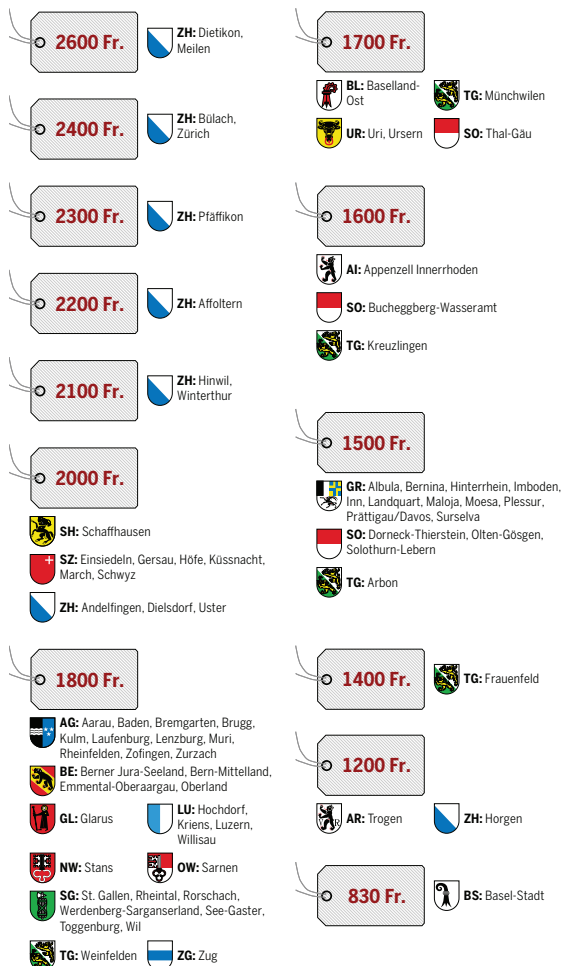 2600 Fr.
ZH: Dietikon,
Meilen
2400 Fr.
ZH: Bülach,
Zürich
2300 Fr.
ZH: Pfäffikon
2200 Fr.
ZH: Affoltern
2100 Fr.
ZH: Hinwil,
Winterthur
2000 Fr.
SH: Schaffhausen
SZ: Einsiedeln, Gersau, Höfe, Küssnacht,
March, Schwyz
ZH: Andelfingen, Dielsdorf, Uster
1800 Fr.
AG: Aarau, Baden, Bremgarten, Brugg,
Kulm, Laufenburg, Lenzburg, Muri,
Rheinfelden, Zofingen, Zurzach
BE: Berner Jura-Seeland, Bern-Mittelland,
Emmental-Oberaargau, Oberland
GL: Glarus
LU: Hochdorf,
Kriens, Luzern,
Willisau
NW: Stans
OW: Sarnen
SG: St. Gallen, Rheintal, Rorschach,
Werdenberg-Sarganserland, See-Gaster,
Toggenburg, Wil
TG: Weinfelden
ZG: Zug
1700 Fr.
BL: Baselland-
Ost
TG: Münchwilen
UR: Uri, Ursern
SO: Thal-Gäu
1600 Fr.
AI: Appenzell Innerrhoden
SO: Bucheggberg-Wasseramt
TG: Kreuzlingen
1500 Fr.
GR: Albula, Bernina, Hinterrhein, Imboden,
Inn, Landquart, Maloja, Moesa, Plessur,
Prättigau/Davos, Surselva
SO: Dorneck-Thierstein, Olten-Gösgen,
Solothurn-Lebern
TG: Arbon
1400 Fr.
TG: Frauenfeld
1200 Fr.
AR: Trogen
ZH: Horgen
830 Fr.
BS: Basel-Stadt